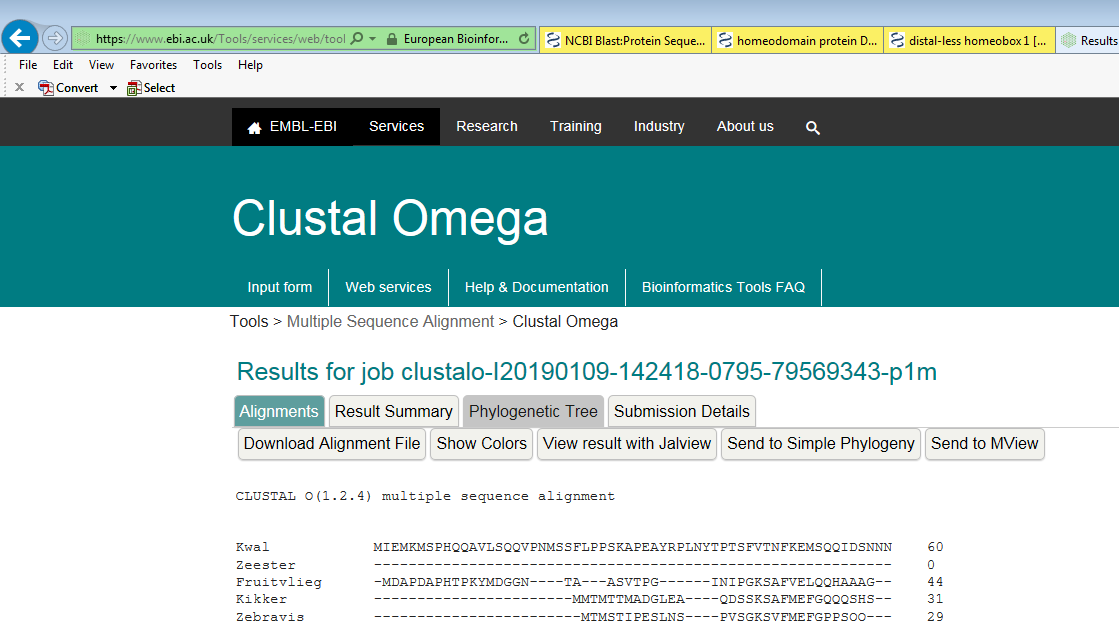 https://www.ebi.ac.uk/Tools/services/web/tool
European Bioinfor...
NCBI Blast:Protein Seque...
homeodomain protein D...
distal-less homeobox 1 [...
Results
File Edit View Favorites Tools Help
x Convert Select
EMBL-EBI Services Research Training Industry About us
Clustal Omega
Input form Web services Help & Documentation Bioinformatics Tools FAQ
Tools > Multiple Sequence Alignment > Clustal Omega
Results for job clustalo-I20190109-142418-0795-79569343-p1m
Alignments Result Summary Phylogenetic Tree Submission Details
Download Alignment File Show Colors View result with Jalview Send to Simple Phylogeny Send to MView
CLUSTAL O(1.2.4) multiple sequence alignment
Kwal MIEMKMSPHQQAVLSQQVPNMSSFLPPSKAPEAYRPLNYTPTSFVTNFKEMSQQIDSNNN 60
Zeester ------------------------------------------------------------ 0
Fruitvlieg -MDAPDAPHTPKYMDGGN----TA---ASVTPG------INIPGKSAFVELQQHAAAG-- 44
Kikker -----------------------MMTMTTMADGLEA----QDSSKSAFMEFGQQQSHS-- 31
Zebravis ------------------------MTMSTIPESLNS----PVSGKSVFMEFGPPSQQ--- 29